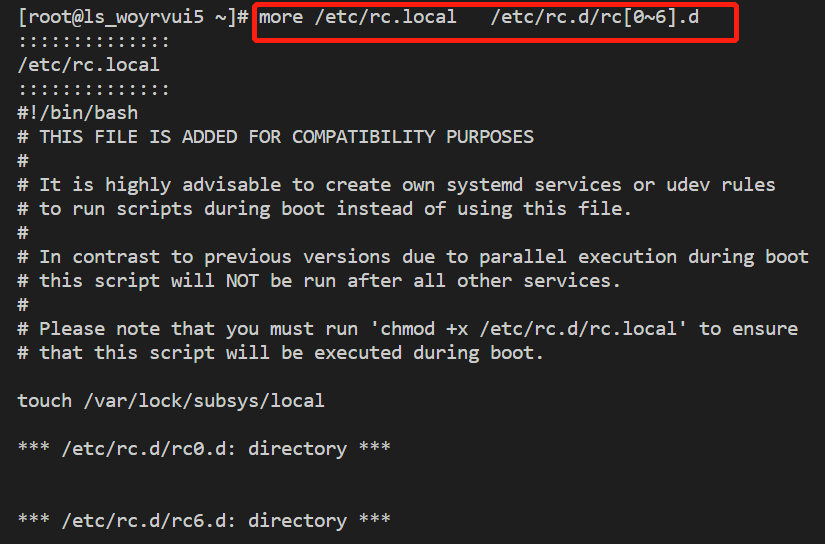 [root@ls_woyrvui5 ~]# more /etc/rc.local   /etc/rc.d/rc[0~6].d
::::::::::::::
/etc/rc.local
::::::::::::::
#!/bin/bash
# THIS FILE IS ADDED FOR COMPATIBILITY PURPOSES
#
# It is highly advisable to create own systemd services or udev rules
# to run scripts during boot instead of using this file.
#
# In contrast to previous versions due to parallel execution during boot
# this script will NOT be run after all other services.
#
# Please note that you must run 'chmod +x /etc/rc.d/rc.local' to ensure
# that this script will be executed during boot.
touch /var/lock/subsys/local
*** /etc/rc.d/rc0.d: directory ***
*** /etc/rc.d/rc6.d: directory ***